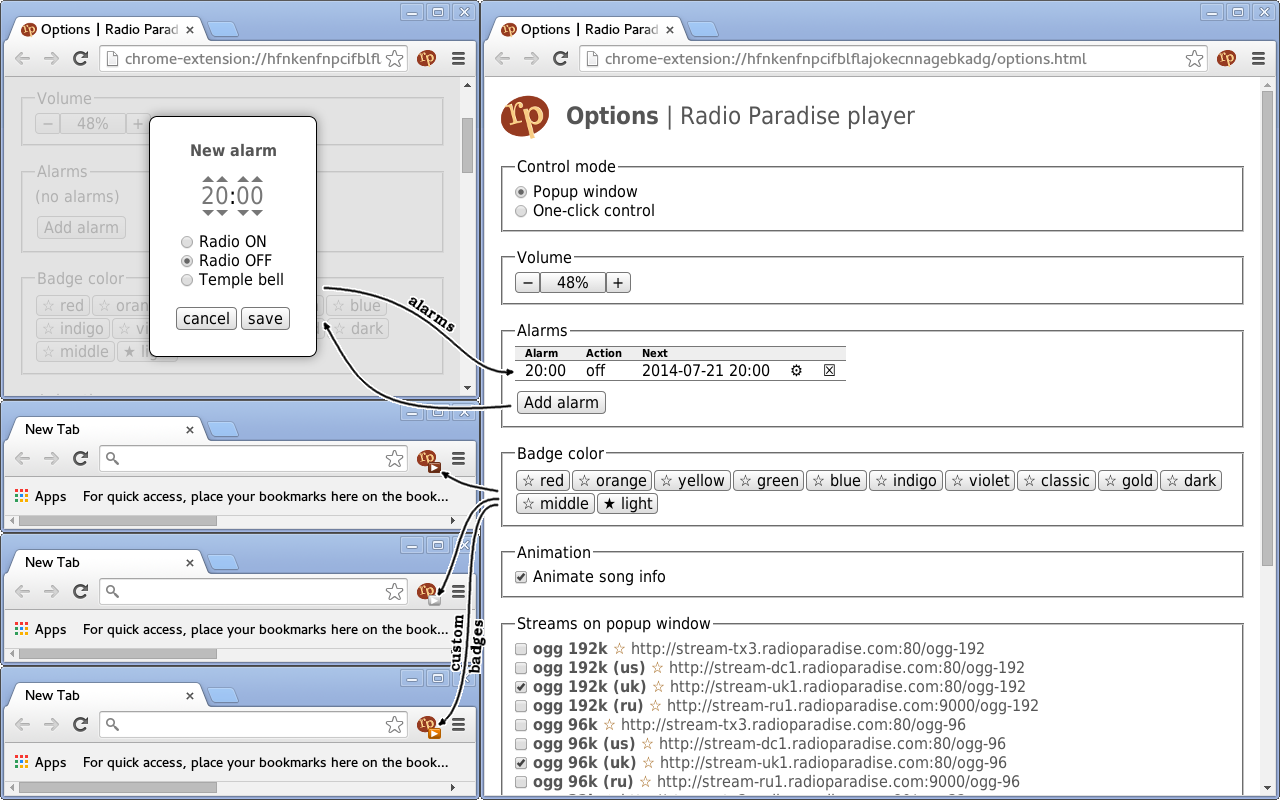 Options | Radio Parad
chrome-extension://hfnkenfnpcifblfl
Volume
− 48% +
Alarms
(no alarms)
Add alarm
Badge color
☆ red ☆ oran ☆ blue
☆ indigo ☆ vi ☆ dark
☆ middle ★ li
New alarm
20:00
Radio ON
Radio OFF
Temple bell
cancel save
alarms
New Tab
Apps For quick access, place your bookmarks here on the book...
New Tab
Apps For quick access, place your bookmarks here on the book...
New Tab
Apps For quick access, place your bookmarks here on the book...
custom
badges
Options | Radio Parad
chrome-extension://hfnkenfnpcifblflajokecnnagebkadg/options.html
rp Options | Radio Paradise player
Control mode
Popup window
One-click control
Volume
− 48% +
Alarms
Alarm Action Next
20:00 off 2014-07-21 20:00
Add alarm
Badge color
☆ red ☆ orange ☆ yellow ☆ green ☆ blue ☆ indigo ☆ violet ☆ classic ☆ gold ☆ dark
☆ middle ★ light
Animation
Animate song info
Streams on popup window
ogg 192k ☆ http://stream-tx3.radioparadise.com:80/ogg-192
ogg 192k (us) ☆ http://stream-dc1.radioparadise.com:80/ogg-192
ogg 192k (uk) ☆ http://stream-uk1.radioparadise.com:80/ogg-192
ogg 192k (ru) ☆ http://stream-ru1.radioparadise.com:9000/ogg-192
ogg 96k ☆ http://stream-tx3.radioparadise.com:80/ogg-96
ogg 96k (us) ☆ http://stream-dc1.radioparadise.com:80/ogg-96
ogg 96k (uk) ☆ http://stream-uk1.radioparadise.com:80/ogg-96
ogg 96k (ru) ☆ http://stream-ru1.radioparadise.com:9000/ogg-96